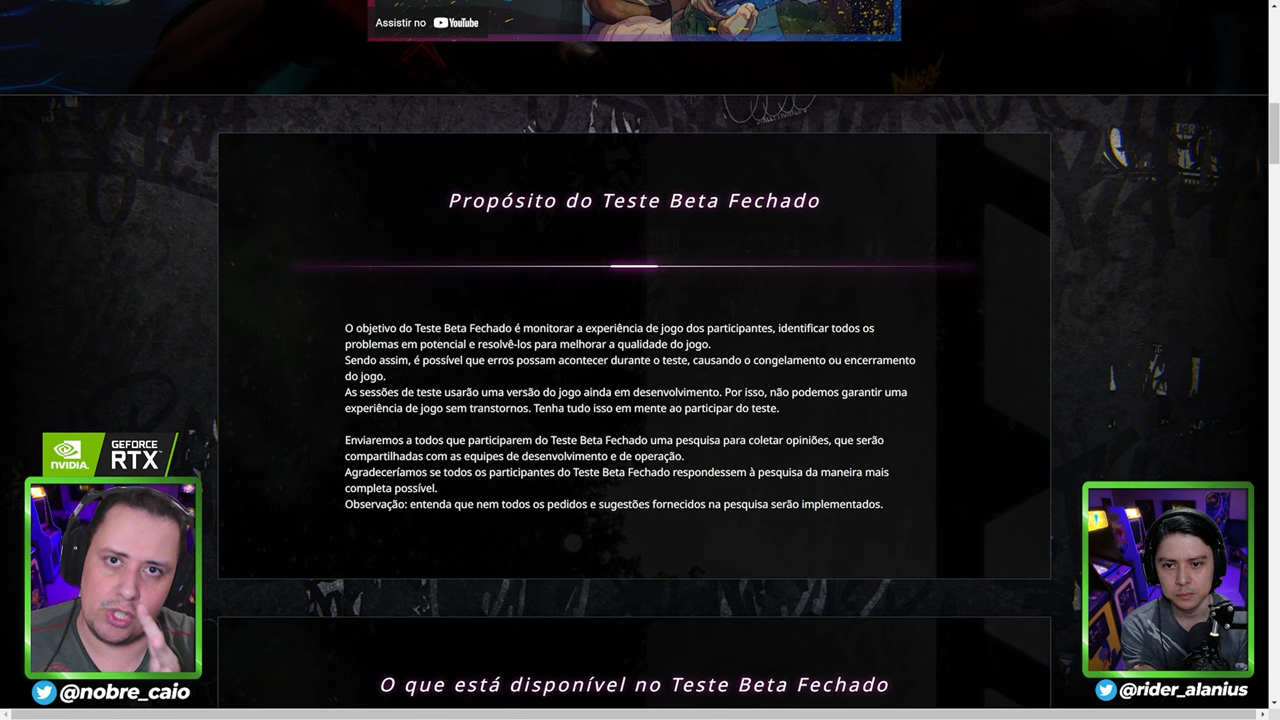 Assistir no YouTube
Propósito do Teste Beta Fechado
O objetivo do Teste Beta Fechado é monitorar a experiência de jogo dos participantes, identificar todos os
problemas em potencial e resolvê-los para melhorar a qualidade do jogo.
Sendo assim, é possível que erros possam acontecer durante o teste, causando o congelamento ou encerramento
do jogo.
As sessões de teste usarão uma versão do jogo ainda em desenvolvimento. Por isso, não podemos garantir uma
experiência de jogo sem transtornos. Tenha tudo isso em mente ao participar do teste.
Enviaremos a todos que participarem do Teste Beta Fechado uma pesquisa para coletar opiniões, que serão
compartilhadas com as equipes de desenvolvimento e de operação.
Agradeceríamos se todos os participantes do Teste Beta Fechado respondessem à pesquisa da maneira mais
completa possível.
Observação: entenda que nem todos os pedidos e sugestões fornecidos na pesquisa serão implementados.
NVIDIA.
GEFORCE
RTX
@nobre_caio
@rider_alanius
O que está disponível no Teste Beta Fechado